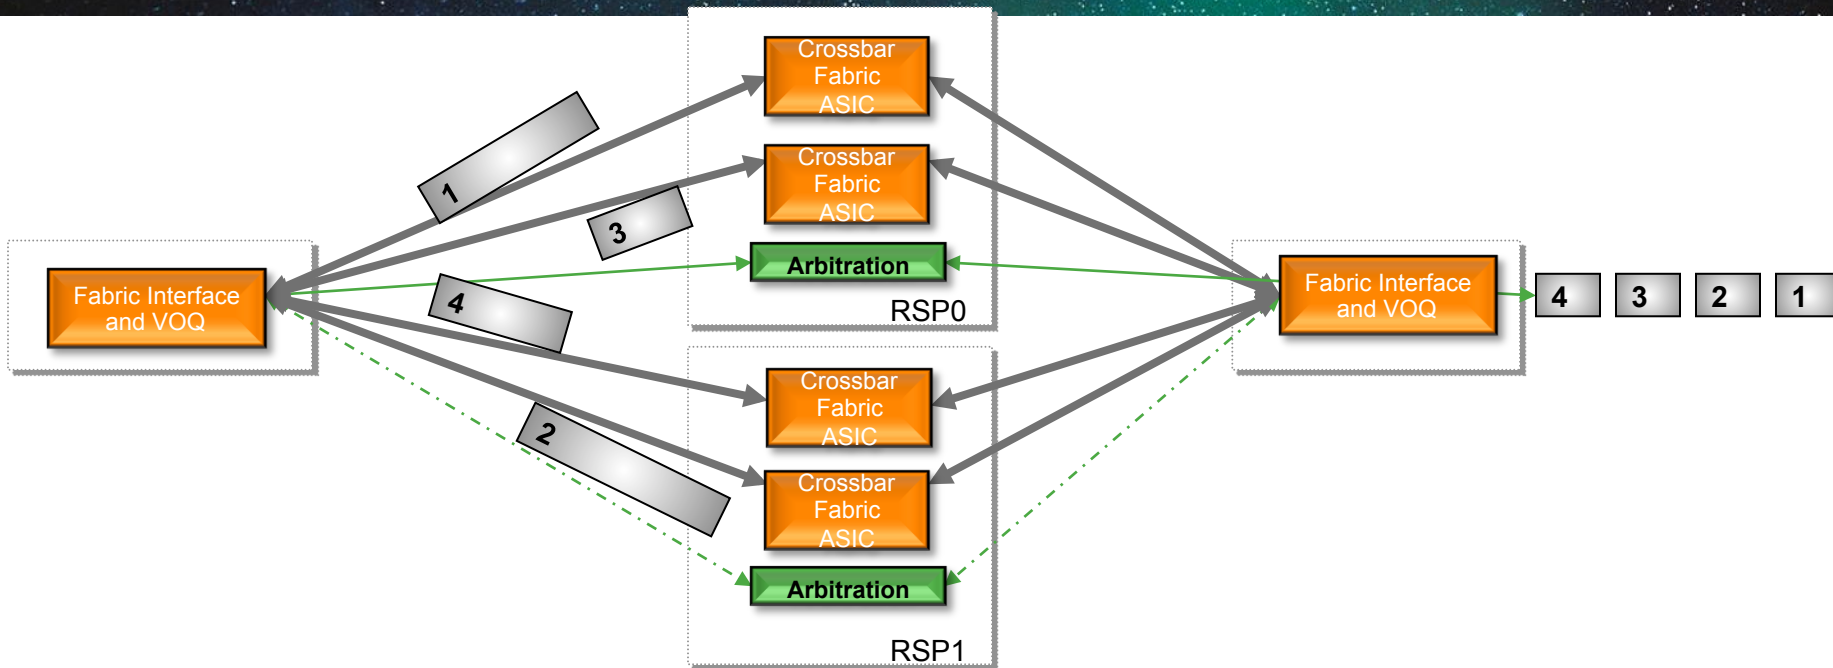 Crossbar
Fabric
ASIC
1
Crossbar
Fabric
ASIC
3
Arbitration
RSP0
Fabric Interface
and VOQ
Fabric Interface
and VOQ
4 3 2 1
4
Crossbar
Fabric
ASIC
2
Crossbar
Fabric
ASIC
Arbitration
RSP1